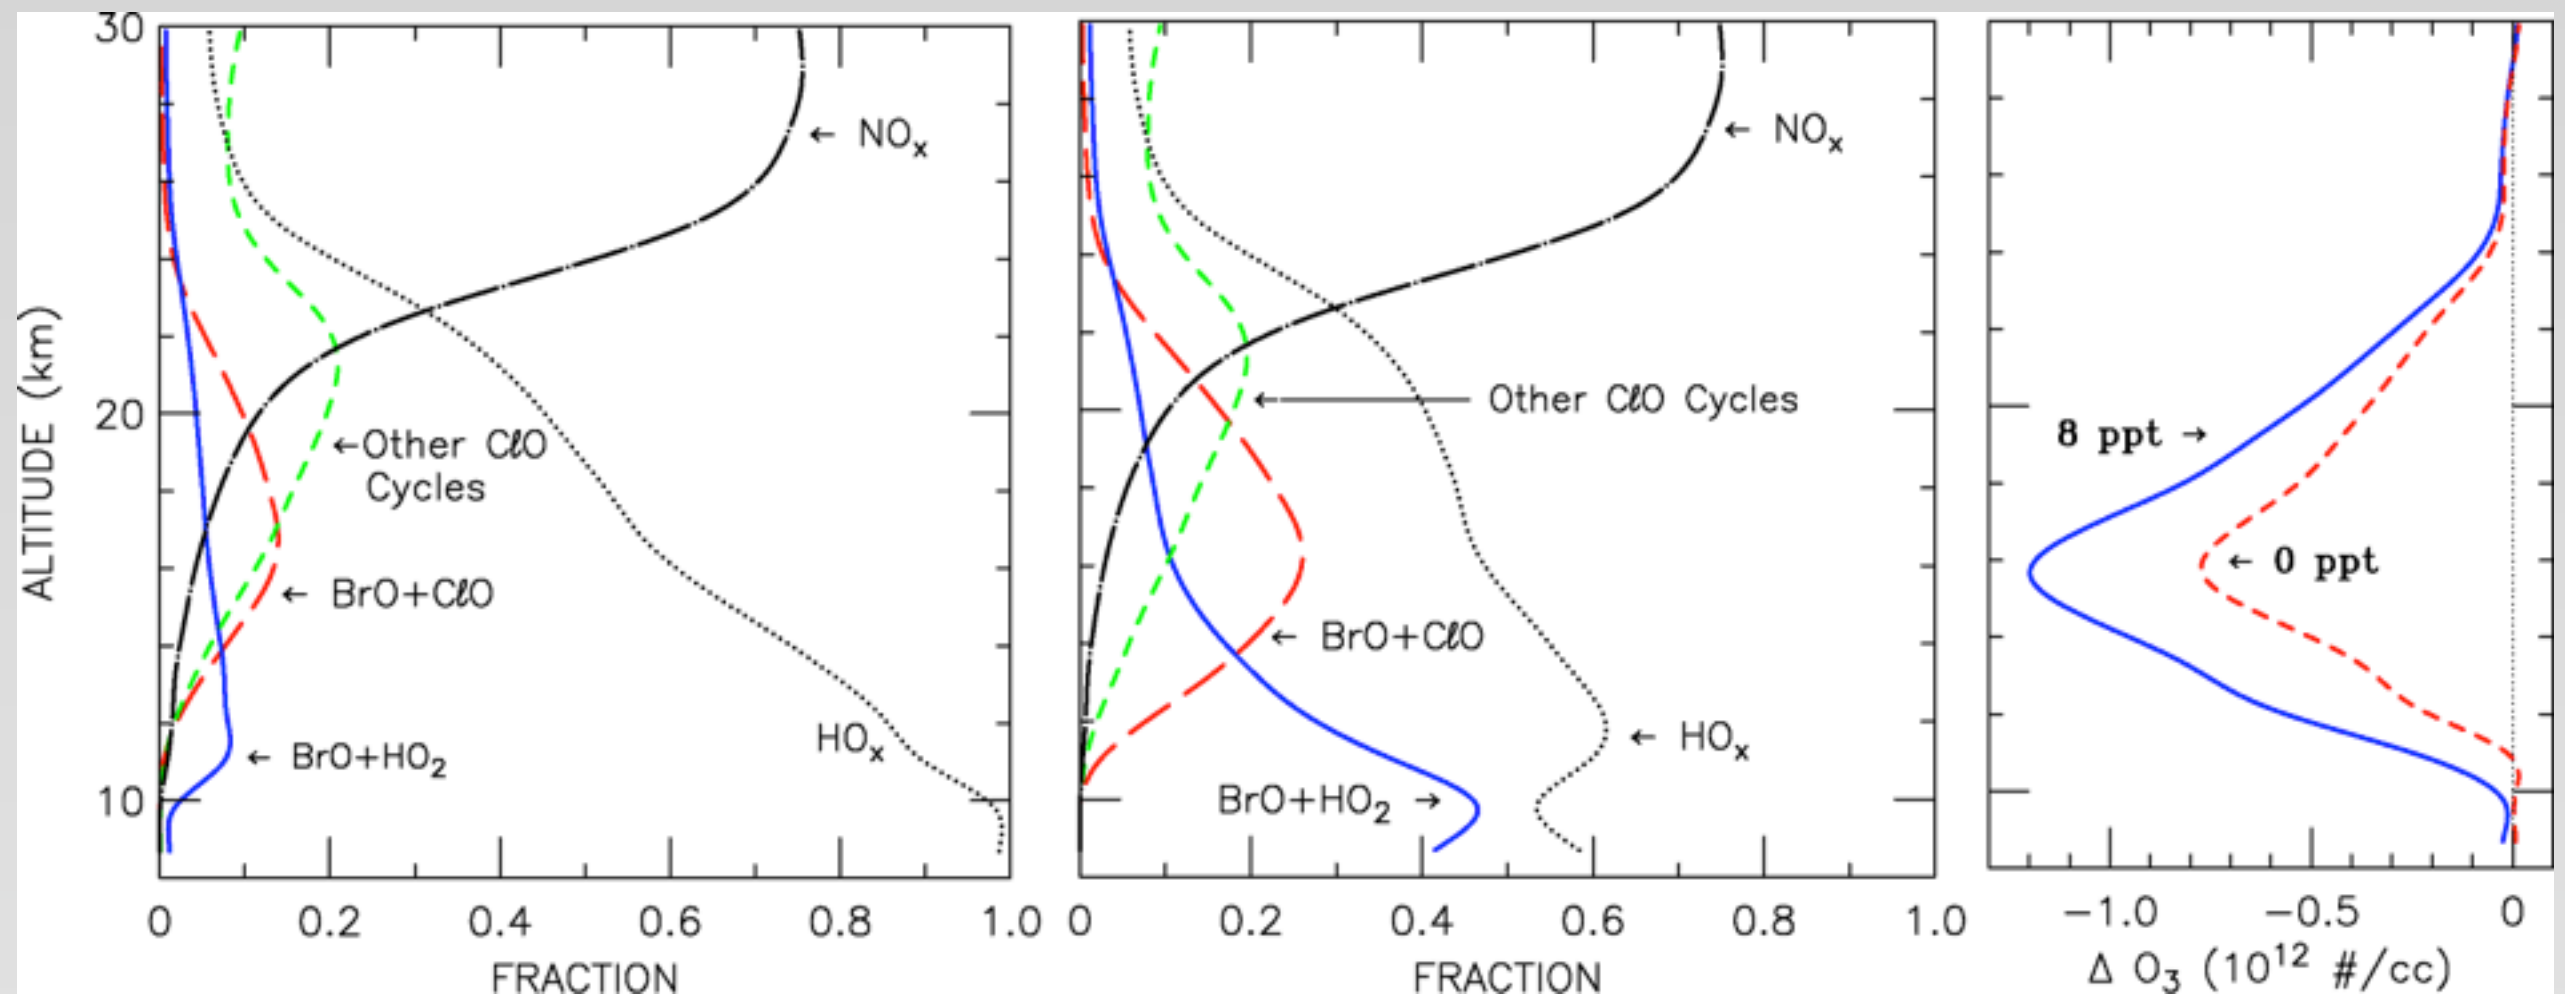 ALTITUDE (km)
30
20
10
← NOx
←Other ClO
Cycles
← BrO+ClO
HOx
← BrO+HO2
0 0.2 0.4 0.6 0.8 1.0
FRACTION
← NOx
← Other ClO Cycles
← BrO+ClO
← HOx
BrO+HO2 →
0 0.2 0.4 0.6 0.8 1.0
FRACTION
8 ppt →
← 0 ppt
−1.0 −0.5 0
Δ O3 (10^12 #/cc)